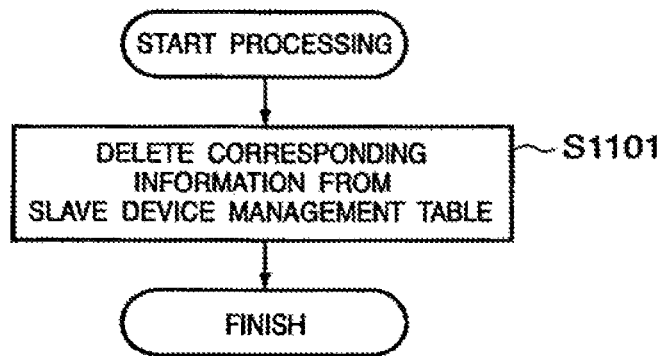 START PROCESSING
DELETE CORRESPONDING
INFORMATION FROM
SLAVE DEVICE MANAGEMENT TABLE
S1101
FINISH